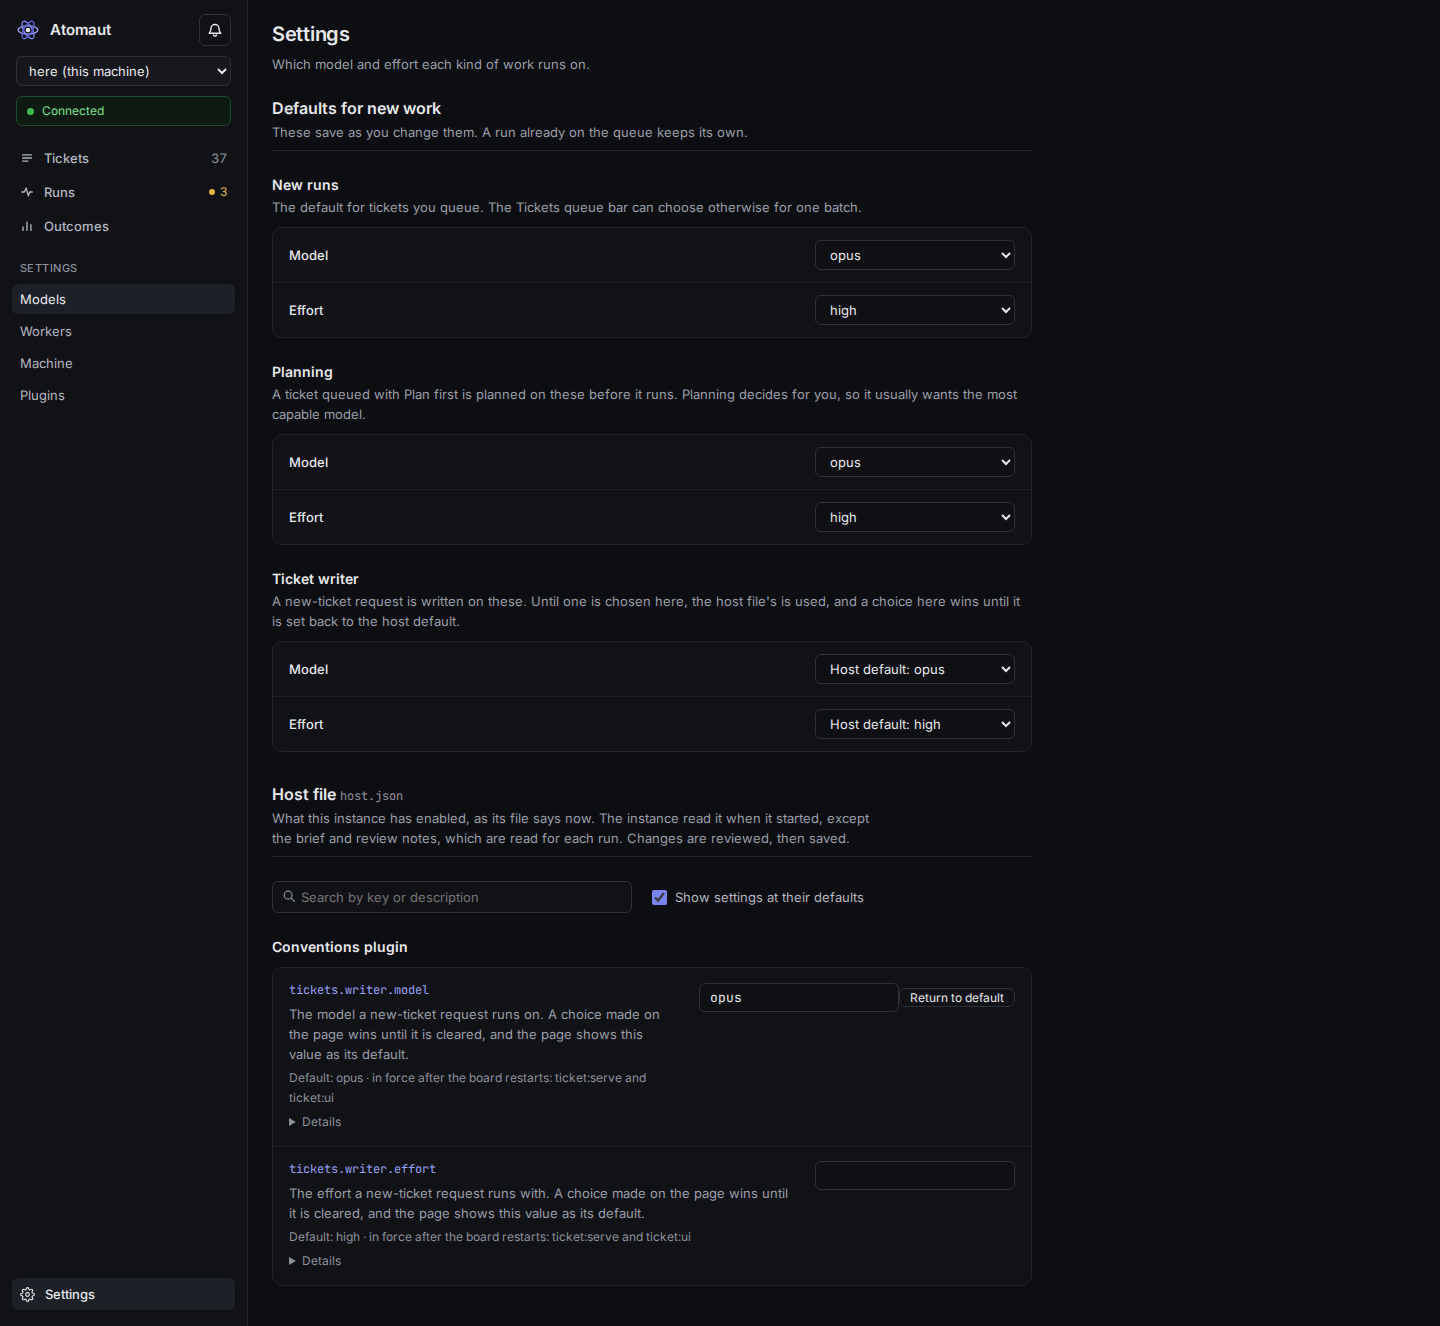 Atomaut
here (this machine)
Connected
Tickets 37
Runs 3
Outcomes
SETTINGS
Models
Workers
Machine
Plugins
Settings
Settings
Which model and effort each kind of work runs on.
Defaults for new work
These save as you change them. A run already on the queue keeps its own.
New runs
The default for tickets you queue. The Tickets queue bar can choose otherwise for one batch.
Model opus
Effort high
Planning
A ticket queued with Plan first is planned on these before it runs. Planning decides for you, so it usually wants the most
capable model.
Model opus
Effort high
Ticket writer
A new-ticket request is written on these. Until one is chosen here, the host file's is used, and a choice here wins until it
is set back to the host default.
Model Host default: opus
Effort Host default: high
Host file host.json
What this instance has enabled, as its file says now. The instance read it when it started, except
the brief and review notes, which are read for each run. Changes are reviewed, then saved.
Search by key or description Show settings at their defaults
Conventions plugin
tickets.writer.model opus Return to default
The model a new-ticket request runs on. A choice made on
the page wins until it is cleared, and the page shows this
value as its default.
Default: opus · in force after the board restarts: ticket:serve and
ticket:ui
Details
tickets.writer.effort
The effort a new-ticket request runs with. A choice made on the page wins until
it is cleared, and the page shows this value as its default.
Default: high · in force after the board restarts: ticket:serve and ticket:ui
Details